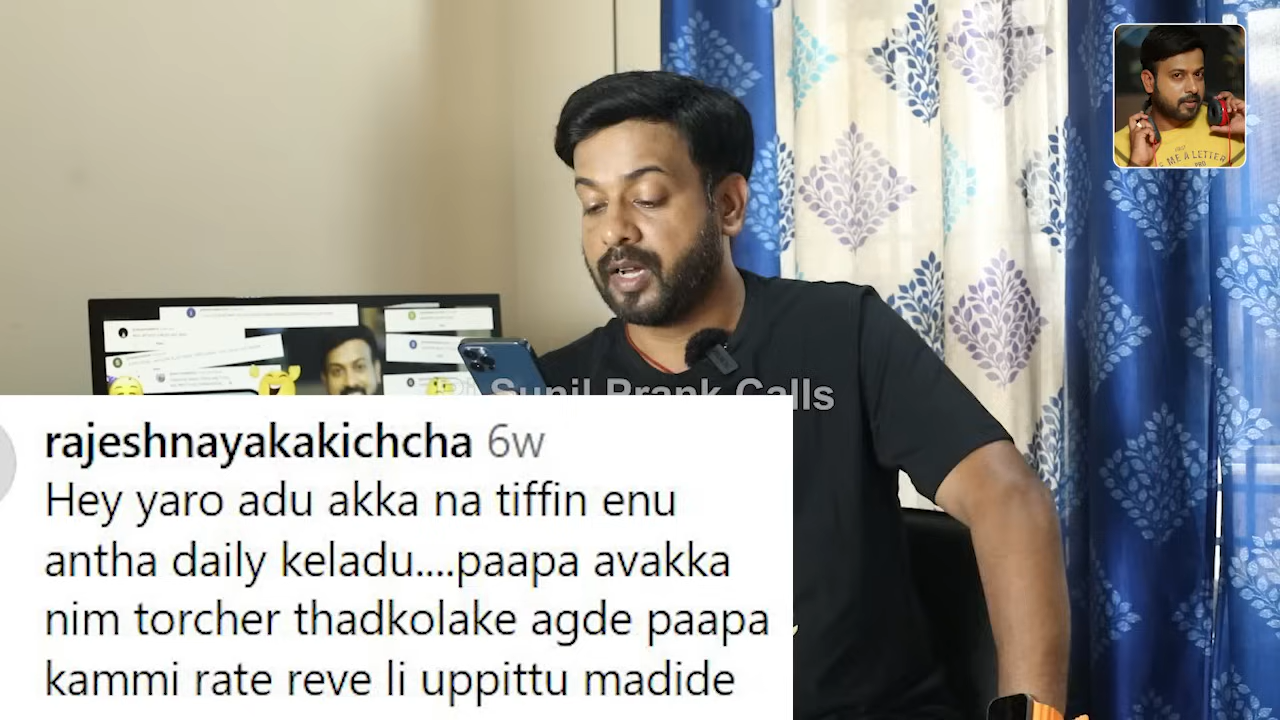 ME A LETTER
Sunil Prank Calls
rajeshnayakakichcha 6w
Hey yaro adu akka na tiffin enu
antha daily keladu....paapa avakka
nim torcher thadkolake agde paapa
kammi rate reve li uppittu madide